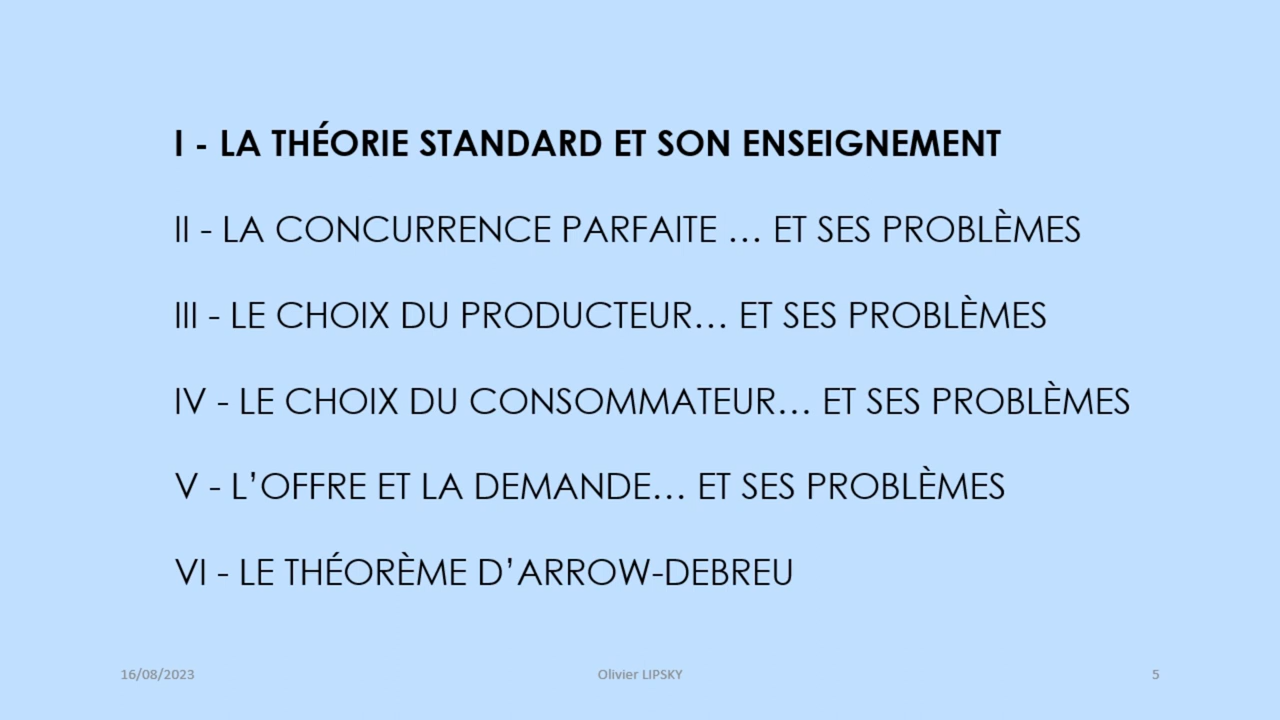 I - LA THÉORIE STANDARD ET SON ENSEIGNEMENT
II - LA CONCURRENCE PARFAITE … ET SES PROBLÈMES
III - LE CHOIX DU PRODUCTEUR… ET SES PROBLÈMES
IV - LE CHOIX DU CONSOMMATEUR… ET SES PROBLÈMES
V - L’OFFRE ET LA DEMANDE… ET SES PROBLÈMES
VI - LE THÉORÈME D’ARROW-DEBREU
16/08/2023 Olivier LIPSKY 5